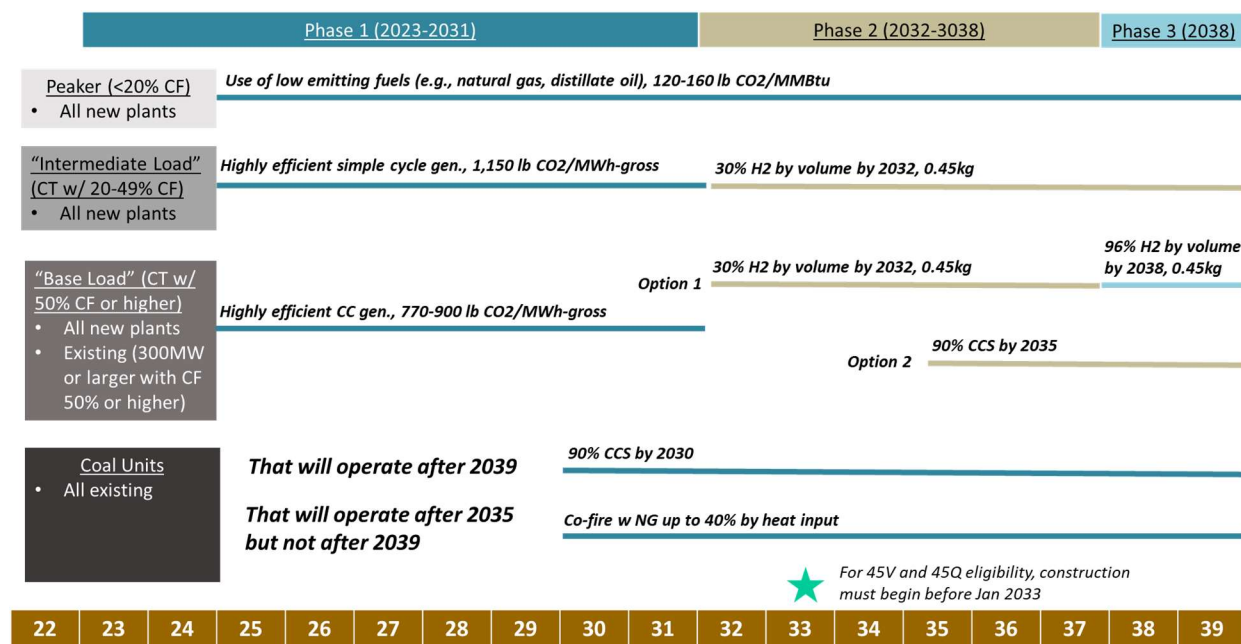 Phase 1 (2023-2031)
Phase 2 (2032-3038)
Phase 3 (2038)
Peaker (<20% CF)
• All new plants
Use of low emitting fuels (e.g., natural gas, distillate oil), 120-160 lb CO2/MMBtu
“Intermediate Load”
(CT w/ 20-49% CF)
• All new plants
Highly efficient simple cycle gen., 1,150 lb CO2/MWh-gross
30% H2 by volume by 2032, 0.45kg
“Base Load” (CT w/
50% CF or higher)
• All new plants
• Existing (300MW
or larger with CF
50% or higher)
Highly efficient CC gen., 770-900 lb CO2/MWh-gross
Option 1
30% H2 by volume by 2032, 0.45kg
96% H2 by volume
by 2038, 0.45kg
Option 2
90% CCS by 2035
Coal Units
• All existing
That will operate after 2039
90% CCS by 2030
That will operate after 2035
but not after 2039
Co-fire w NG up to 40% by heat input
For 45V and 45Q eligibility, construction
must begin before Jan 2033
22 23 24 25 26 27 28 29 30 31 32 33 34 35 36 37 38 39